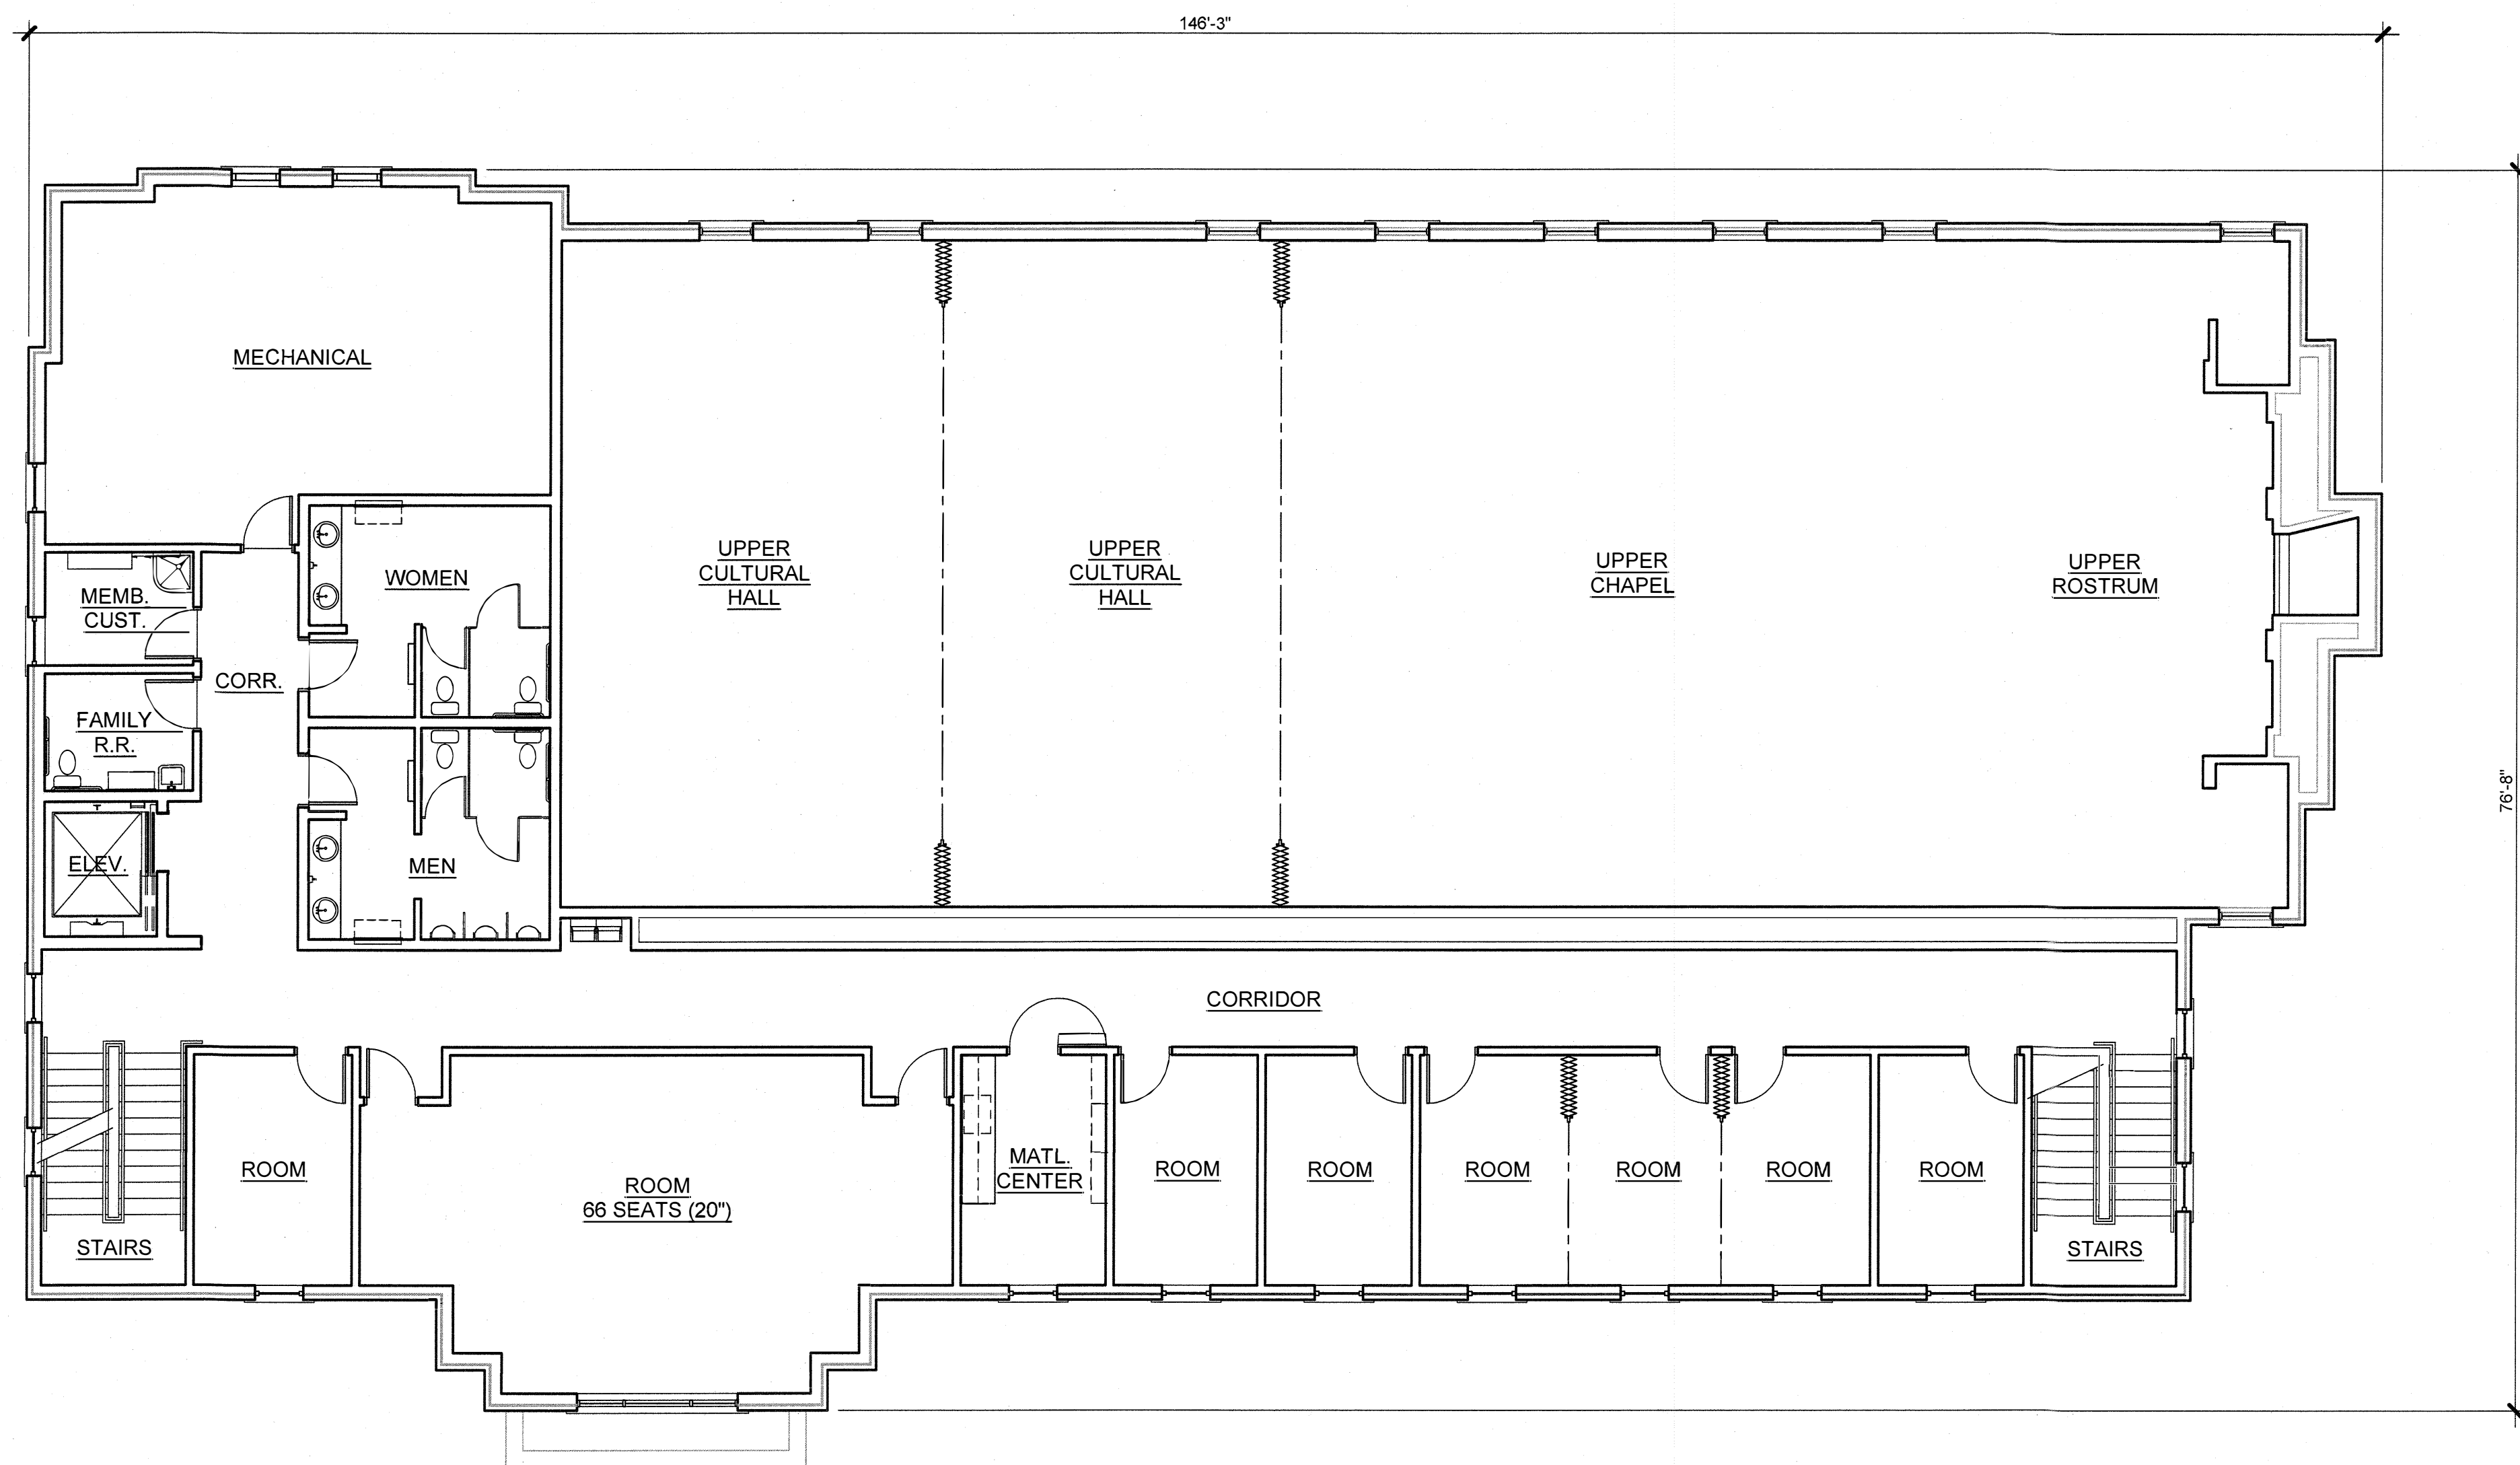 146'-3"
MECHANICAL
UPPER
CULTURAL
HALL
UPPER
CULTURAL
HALL
UPPER
CHAPEL
UPPER
ROSTRUM
WOMEN
MEMB.
CUST.
CORR.
FAMILY
R.R.
76'-8"
ELEV.
MEN
CORRIDOR
STAIRS
ROOM
ROOM
66 SEATS (20")
MATL.
CENTER
ROOM
ROOM
ROOM
ROOM
ROOM
ROOM
STAIRS